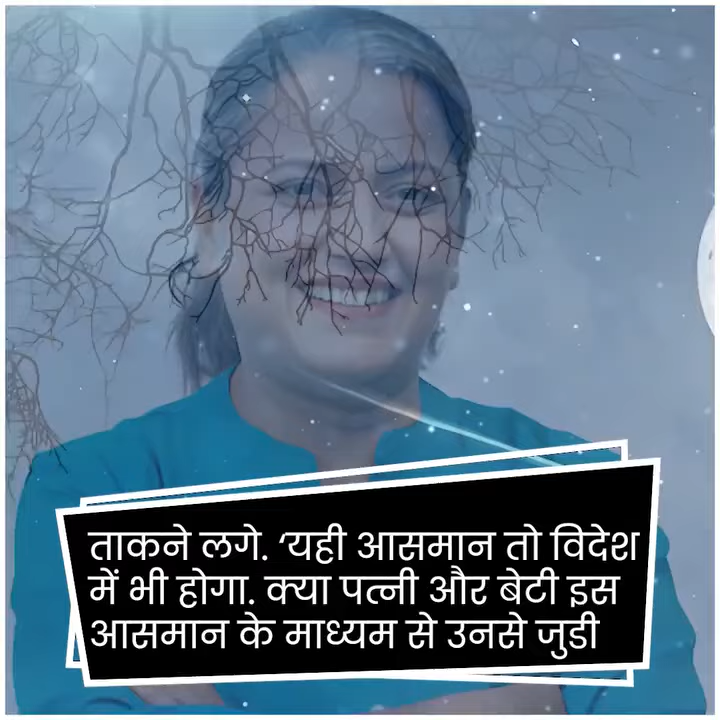 ताकने लगे. ‘यही आसमान तो विदेश
में भी होगा. क्या पत्नी और बेटी इस
आसमान के माध्यम से उनसे जुडी